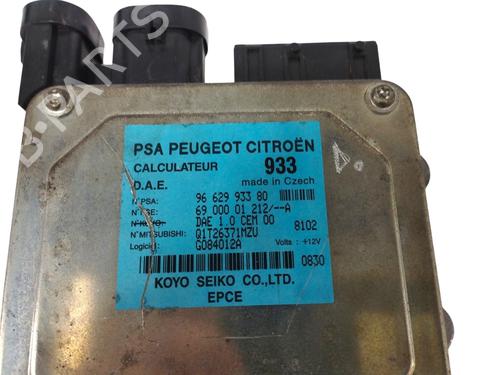 PSA PEUGEOT CITROËN
CALCULATEUR 933
D.A.E. made in Czech
N°PSA: 96 629 933 80
69 000 01 212/--A
N°KOYO: DAE 1.0 CEM 00 8102
N°MITSUBISHI: Q1T26371MZU
Logiciel: G084012A Volts: +12V
0830
KOYO SEIKO CO.,LTD.
EPCE
B-PARTS